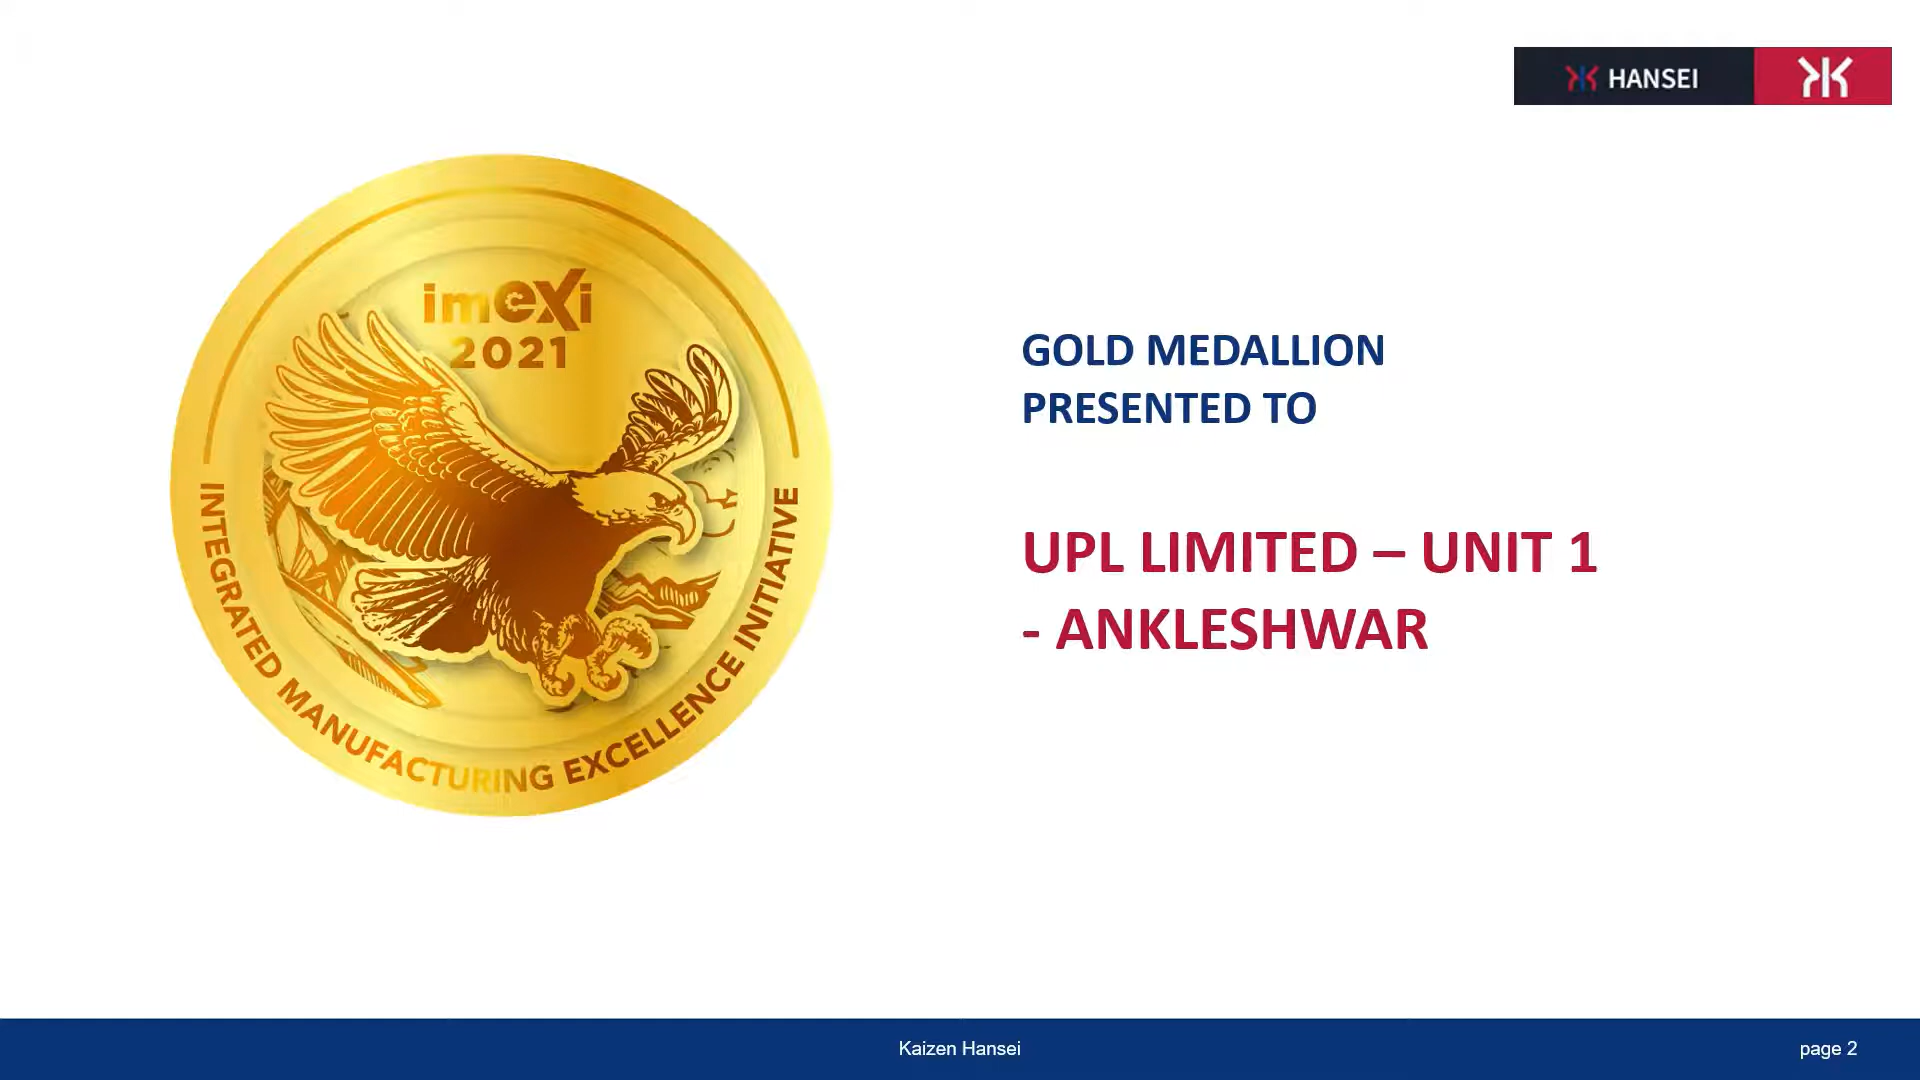 HANSEI
imexi
2021
INTEGRATED MANUFACTURING EXCELLENCE INITIATIVE
GOLD MEDALLION
PRESENTED TO
UPL LIMITED – UNIT 1
- ANKLESHWAR
Kaizen Hansei
page 2